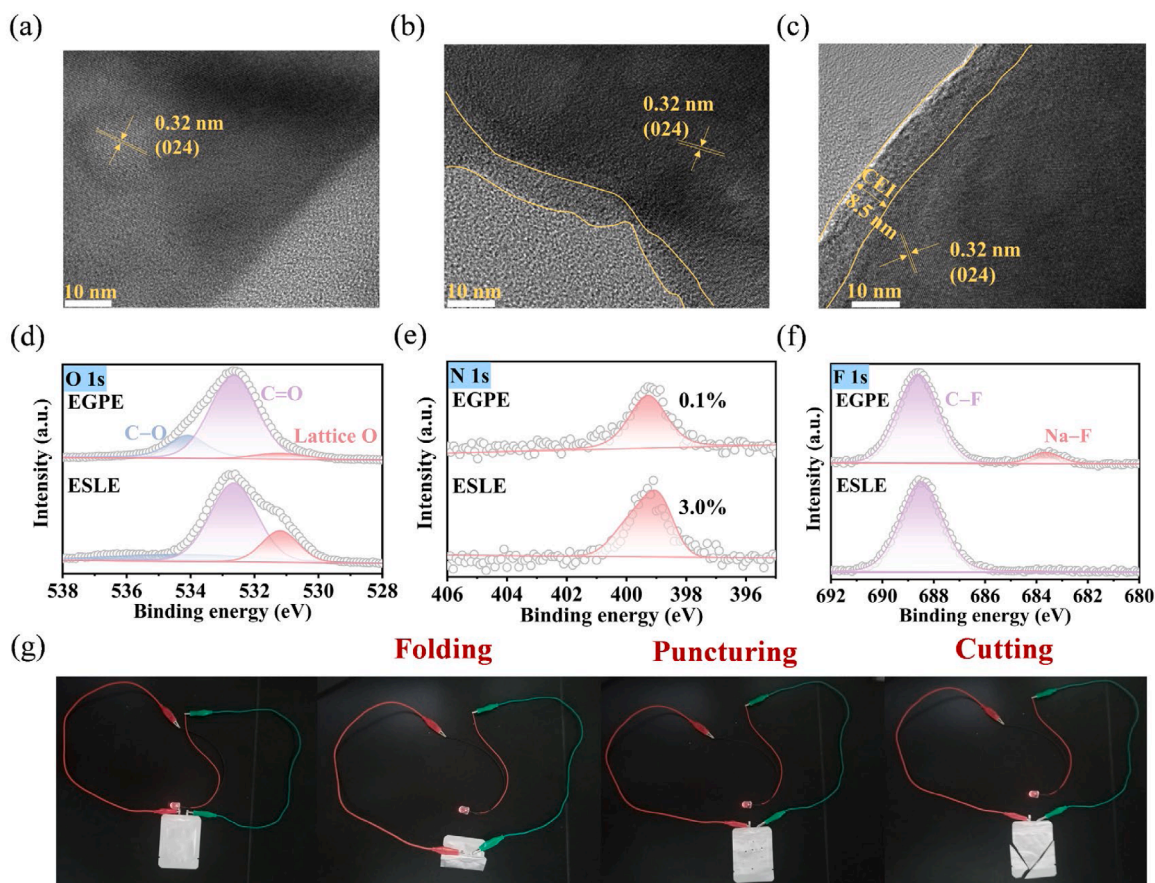 (a)
0.32 nm
(024)
10 nm
(b)
0.32 nm
(024)
10 nm
(c)
CEI
8.5 nm
0.32 nm
(024)
10 nm
(d)
O 1s
EGPE
C=O
C–O
Lattice O
ESLE
Intensity (a.u.)
538 536 534 532 530 528
Binding energy (eV)
(e)
N 1s
EGPE
0.1%
ESLE
3.0%
Intensity (a.u.)
406 404 402 400 398 396
Binding energy (eV)
(f)
F 1s
EGPE
C–F
Na–F
ESLE
Intensity (a.u.)
692 690 688 686 684 682 680
Binding energy (eV)
(g)
Folding
Puncturing
Cutting